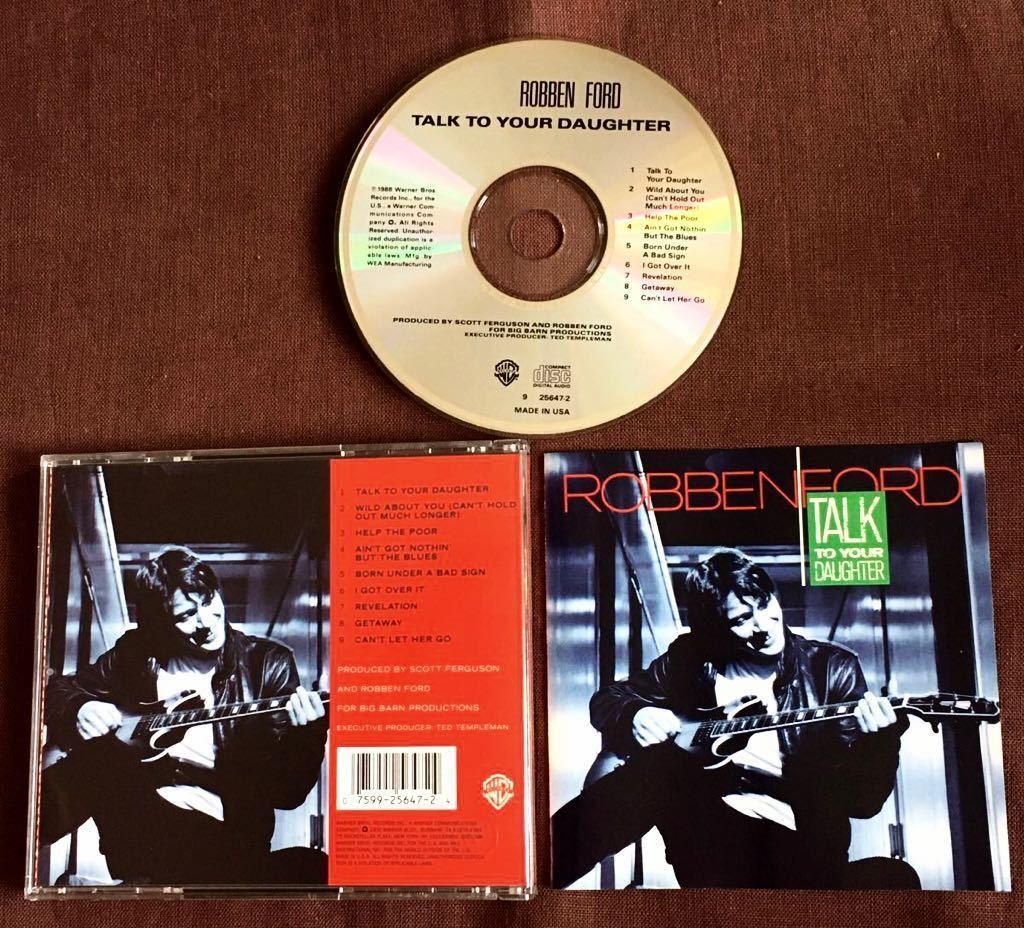 ROBBEN FORD
TALK TO YOUR DAUGHTER
℗1988 Warner Bros
Records Inc., for the
U.S., a Warner Com
munications Com
pany ✪. All Rights
Reserved. Unauthor
ized duplication is a
violation of applic
able laws. Mfg. by
WEA Manufacturing
1 Talk To
Your Daughter
2 Wild About You
(Can't Hold Out
Much Longer)
3 Help The Poor
4 Ain't Got Nothin'
But The Blues
5 Born Under
A Bad Sign
6 I Got Over It
7 Revelation
8 Getaway
9 Can't Let Her Go
PRODUCED BY SCOTT FERGUSON AND ROBBEN FORD
FOR BIG BARN PRODUCTIONS
EXECUTIVE PRODUCER: TED TEMPLEMAN
WB
COMPACT
disc
DIGITAL AUDIO
9 25647-2
MADE IN USA
1 TALK TO YOUR DAUGHTER
2 WILD ABOUT YOU (CAN'T HOLD
OUT MUCH LONGER)
3 HELP THE POOR
4 AIN'T GOT NOTHIN'
BUT THE BLUES
5 BORN UNDER A BAD SIGN
6 I GOT OVER IT
7 REVELATION
8 GETAWAY
9 CAN'T LET HER GO
PRODUCED BY SCOTT FERGUSON
AND ROBBEN FORD
FOR BIG BARN PRODUCTIONS
EXECUTIVE PRODUCER: TED TEMPLEMAN
0 7599-25647-2 4
WB
ROBBEN FORD
TALK
TO YOUR
DAUGHTER